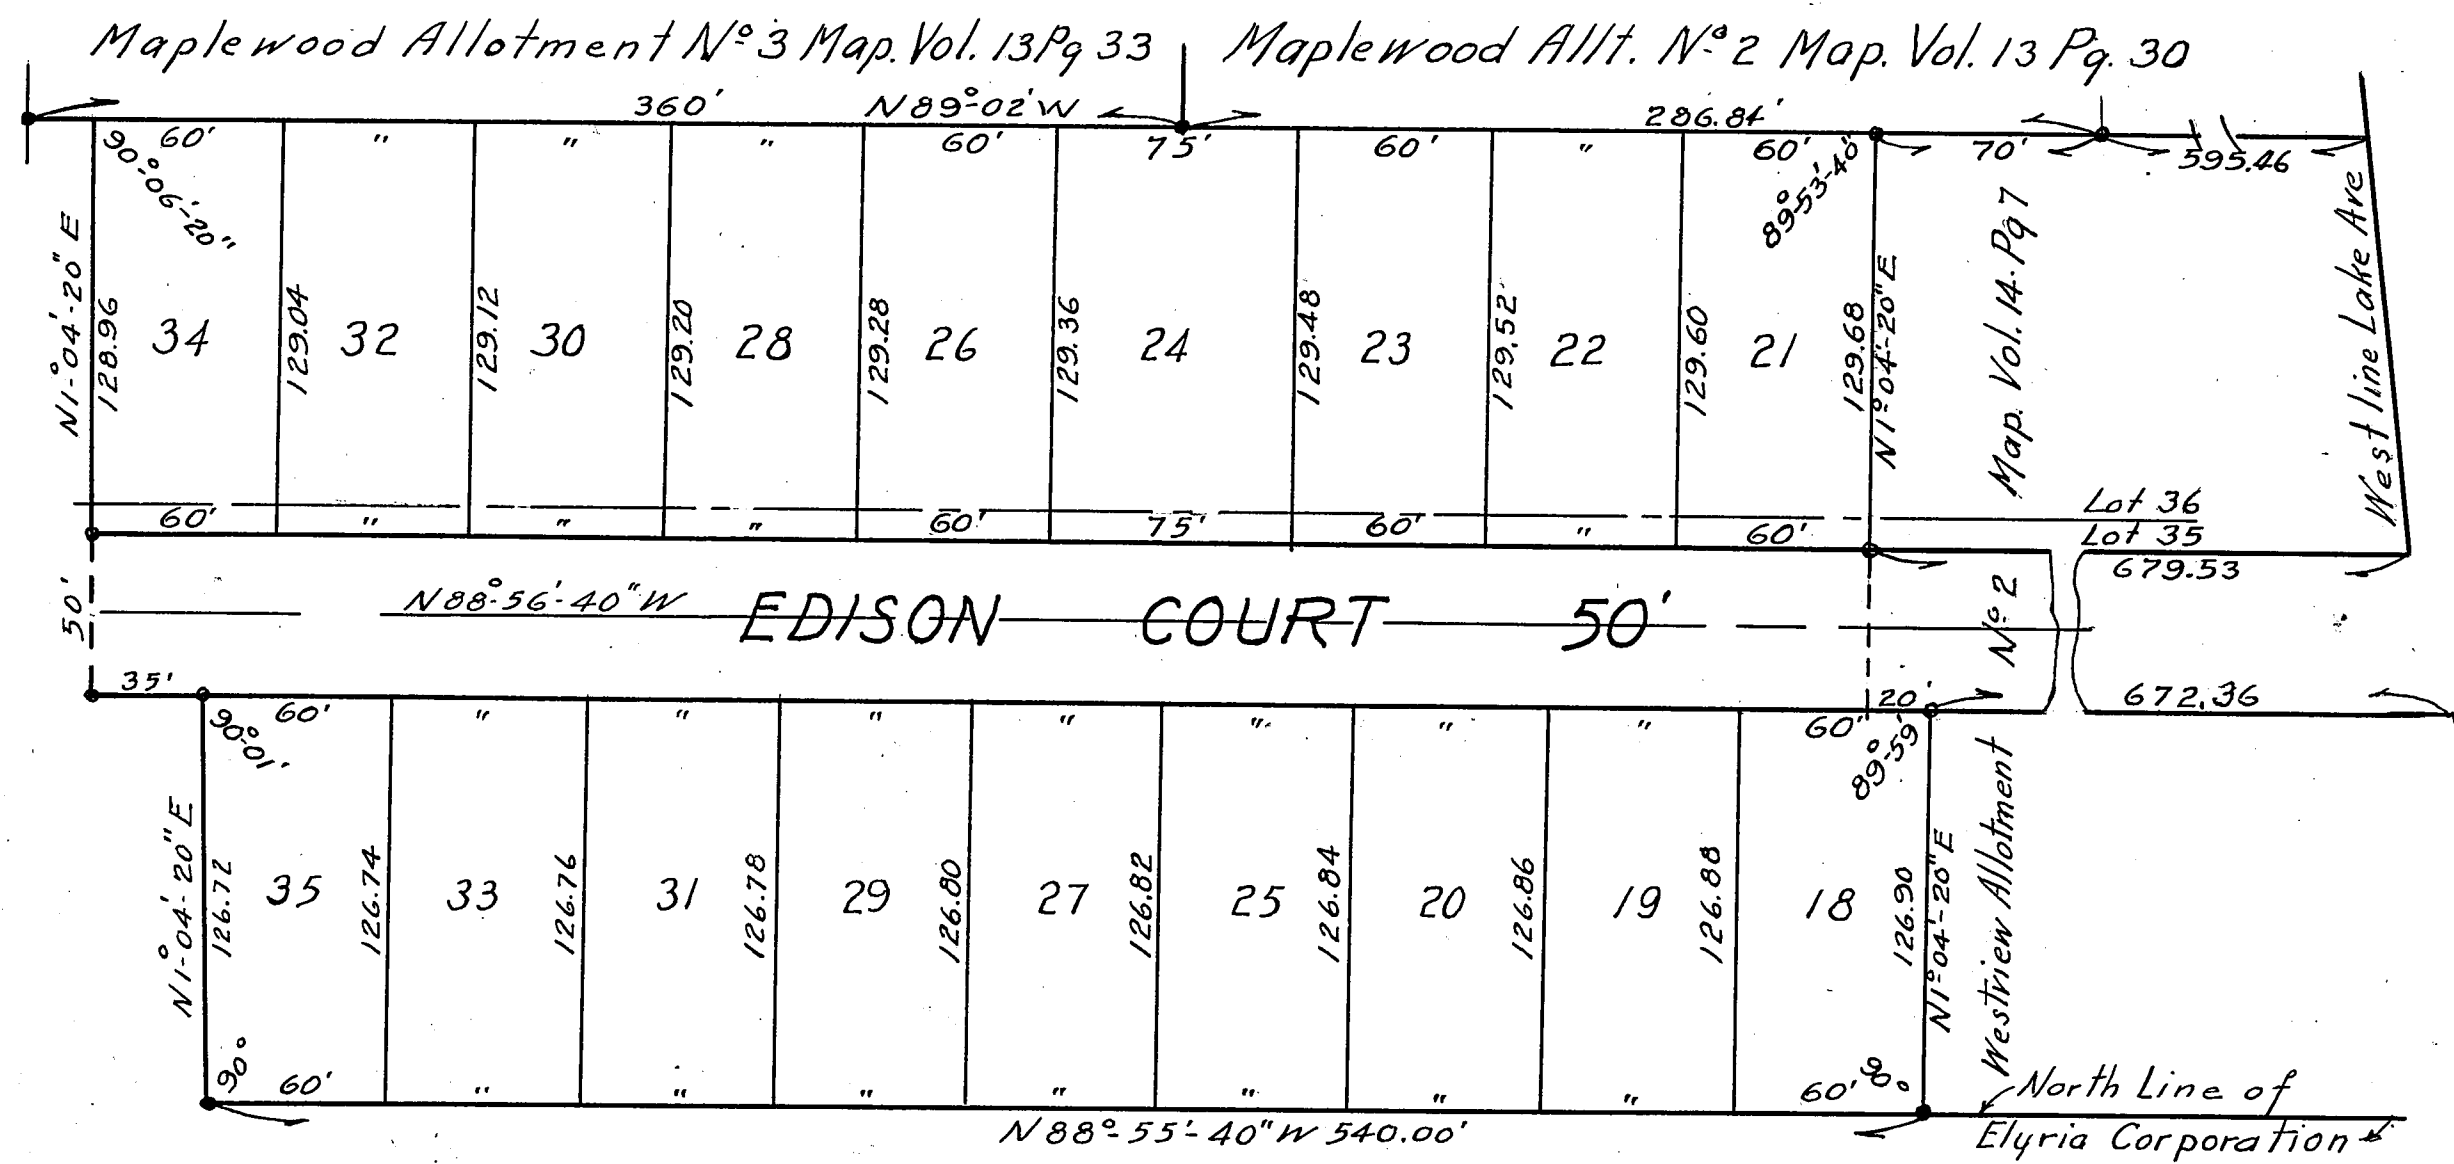 Maplewood Allotment Nº 3 Map. Vol. 13 Pg 33
Maplewood Allt. Nº 2 Map. Vol. 13 Pg. 30
360' N89°-02'W 286.84'
60' " " " 60' 75' 60' " 60' 70' 595.46
90°-06'-20"
89°-53'-40"
N1°-04'-20"E
128.96
34
129.04
32
129.12
30
129.20
28
129.28
26
129.36
24
129.48
23
129.52
22
129.60
21
129.68
N1°-04'-20"E
Map. Vol. 14. Pg 7
West line Lake Ave
Lot 36
60' " " " 60' 75' 60' " 60'
Lot 35
679.53
50'
N88°-56'-40"W
EDISON COURT 50'
Nº 2
35'
20'
672.36
60' " " " " " " " 60'
90°-01'
89°-59'
N1°-04'-20"E
126.72
35
126.74
33
126.76
31
126.78
29
126.80
27
126.82
25
126.84
20
126.86
19
126.88
18
126.90
N1°-04'-20"E
Westview Allotment
90°
60' " " " " " " " 60'
90°
N88°-55'-40"W 540.00'
North Line of
Elyria Corporation